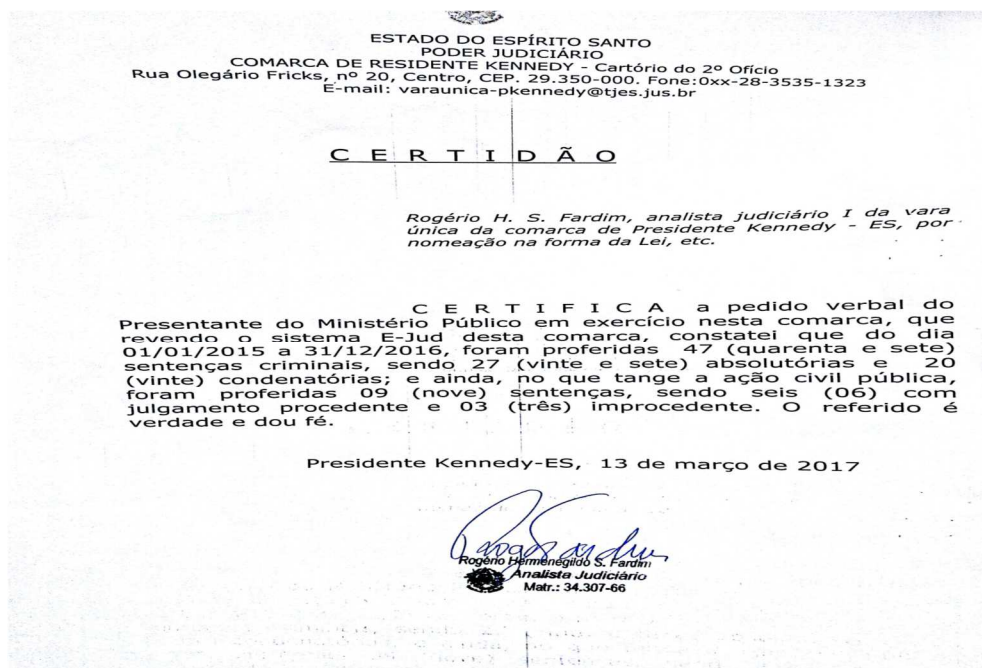 ESTADO DO ESPÍRITO SANTO
PODER JUDICIÁRIO
COMARCA DE RESIDENTE KENNEDY - Cartório do 2º Ofício
Rua Olegário Fricks, nº 20, Centro, CEP. 29.350-000. Fone:0xx-28-3535-1323
E-mail: varaunica-pkennedy@tjes.jus.br
C E R T I D Ã O
Rogério H. S. Fardim, analista judiciário I da vara
única da comarca de Presidente Kennedy - ES, por
nomeação na forma da Lei, etc.
C E R T I F I C A a pedido verbal do
Presentante do Ministério Público em exercício nesta comarca, que
revendo o sistema E-Jud desta comarca, constatei que do dia
01/01/2015 a 31/12/2016, foram proferidas 47 (quarenta e sete)
sentenças criminais, sendo 27 (vinte e sete) absolutórias e 20
(vinte) condenatórias; e ainda, no que tange a ação civil pública,
foram proferidas 09 (nove) sentenças, sendo seis (06) com
julgamento procedente e 03 (três) improcedente. O referido é
verdade e dou fé.
Presidente Kennedy-ES, 13 de março de 2017
Rogério Hermenegildo S. Fardim
Analista Judiciário
Matr.: 34.307-66